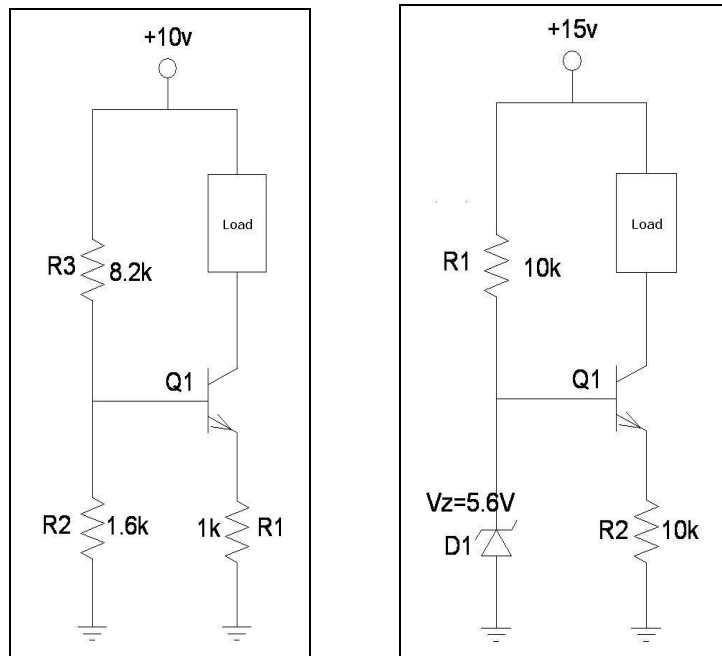 +10v
Load
R3
8.2k
Q1
R2
1.6k
1k
R1
+15v
Load
R1
10k
Q1
Vz=5.6V
D1
R2
10k